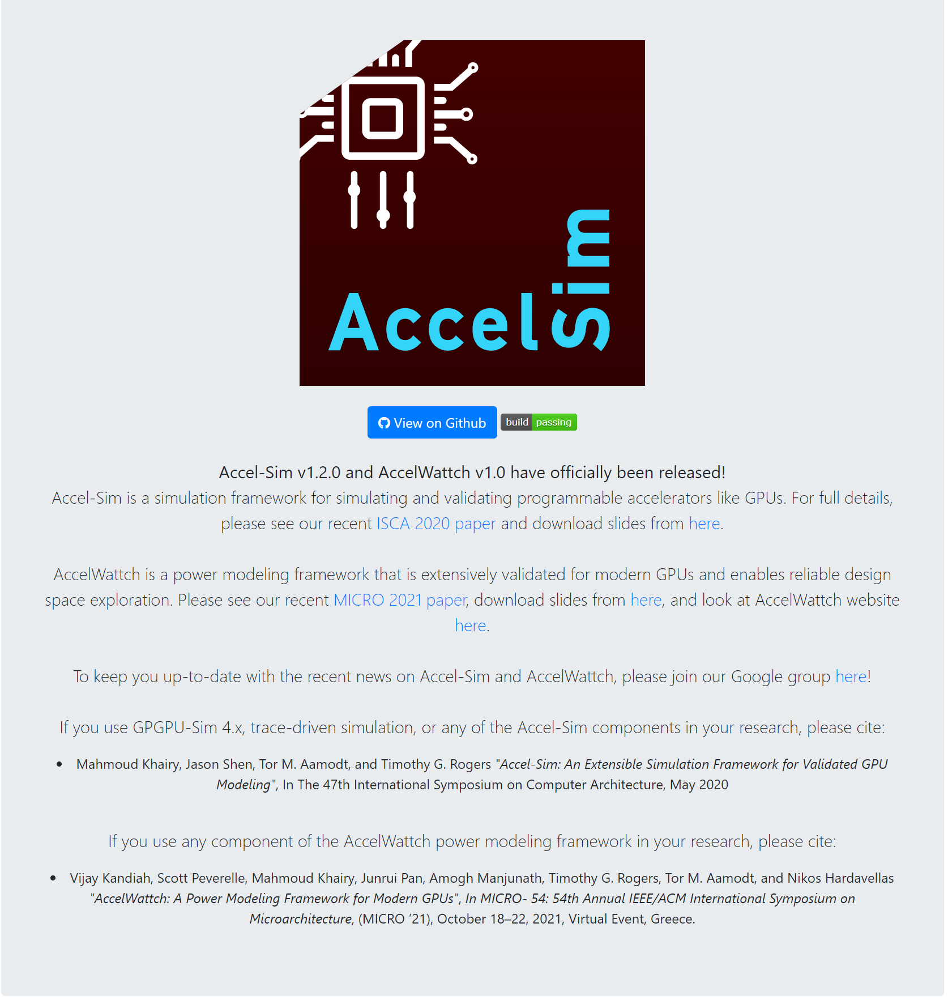 Accel
Sim
View on Github
build passing
Accel-Sim v1.2.0 and AccelWattch v1.0 have officially been released!
Accel-Sim is a simulation framework for simulating and validating programmable accelerators like GPUs. For full details,
please see our recent ISCA 2020 paper and download slides from here.
AccelWattch is a power modeling framework that is extensively validated for modern GPUs and enables reliable design
space exploration. Please see our recent MICRO 2021 paper, download slides from here, and look at AccelWattch website
here.
To keep you up-to-date with the recent news on Accel-Sim and AccelWattch, please join our Google group here!
If you use GPGPU-Sim 4.x, trace-driven simulation, or any of the Accel-Sim components in your research, please cite:
• Mahmoud Khairy, Jason Shen, Tor M. Aamodt, and Timothy G. Rogers "Accel-Sim: An Extensible Simulation Framework for Validated GPU
Modeling", In The 47th International Symposium on Computer Architecture, May 2020
If you use any component of the AccelWattch power modeling framework in your research, please cite:
• Vijay Kandiah, Scott Peverelle, Mahmoud Khairy, Junrui Pan, Amogh Manjunath, Timothy G. Rogers, Tor M. Aamodt, and Nikos Hardavellas
"AccelWattch: A Power Modeling Framework for Modern GPUs", In MICRO- 54: 54th Annual IEEE/ACM International Symposium on
Microarchitecture, (MICRO ’21), October 18–22, 2021, Virtual Event, Greece.